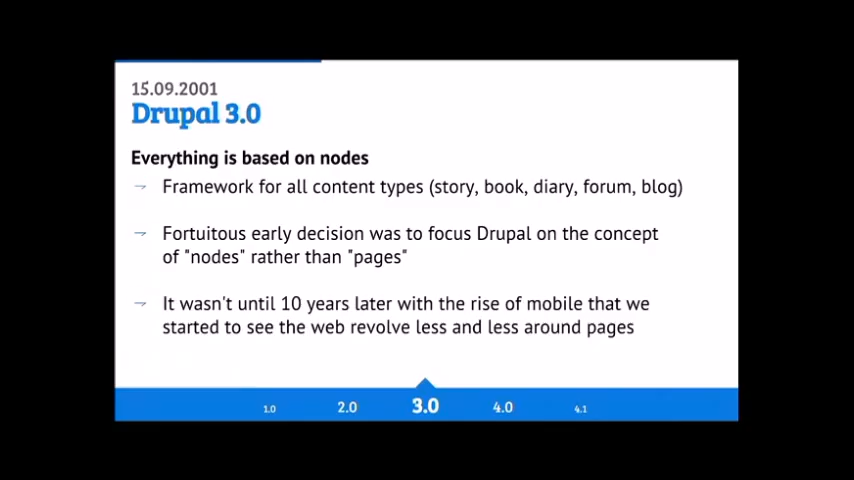 15.09.2001
Drupal 3.0
Everything is based on nodes
→ Framework for all content types (story, book, diary, forum, blog)
→ Fortuitous early decision was to focus Drupal on the concept
of "nodes" rather than "pages"
→ It wasn't until 10 years later with the rise of mobile that we
started to see the web revolve less and less around pages
1.0 2.0 3.0 4.0 4.1